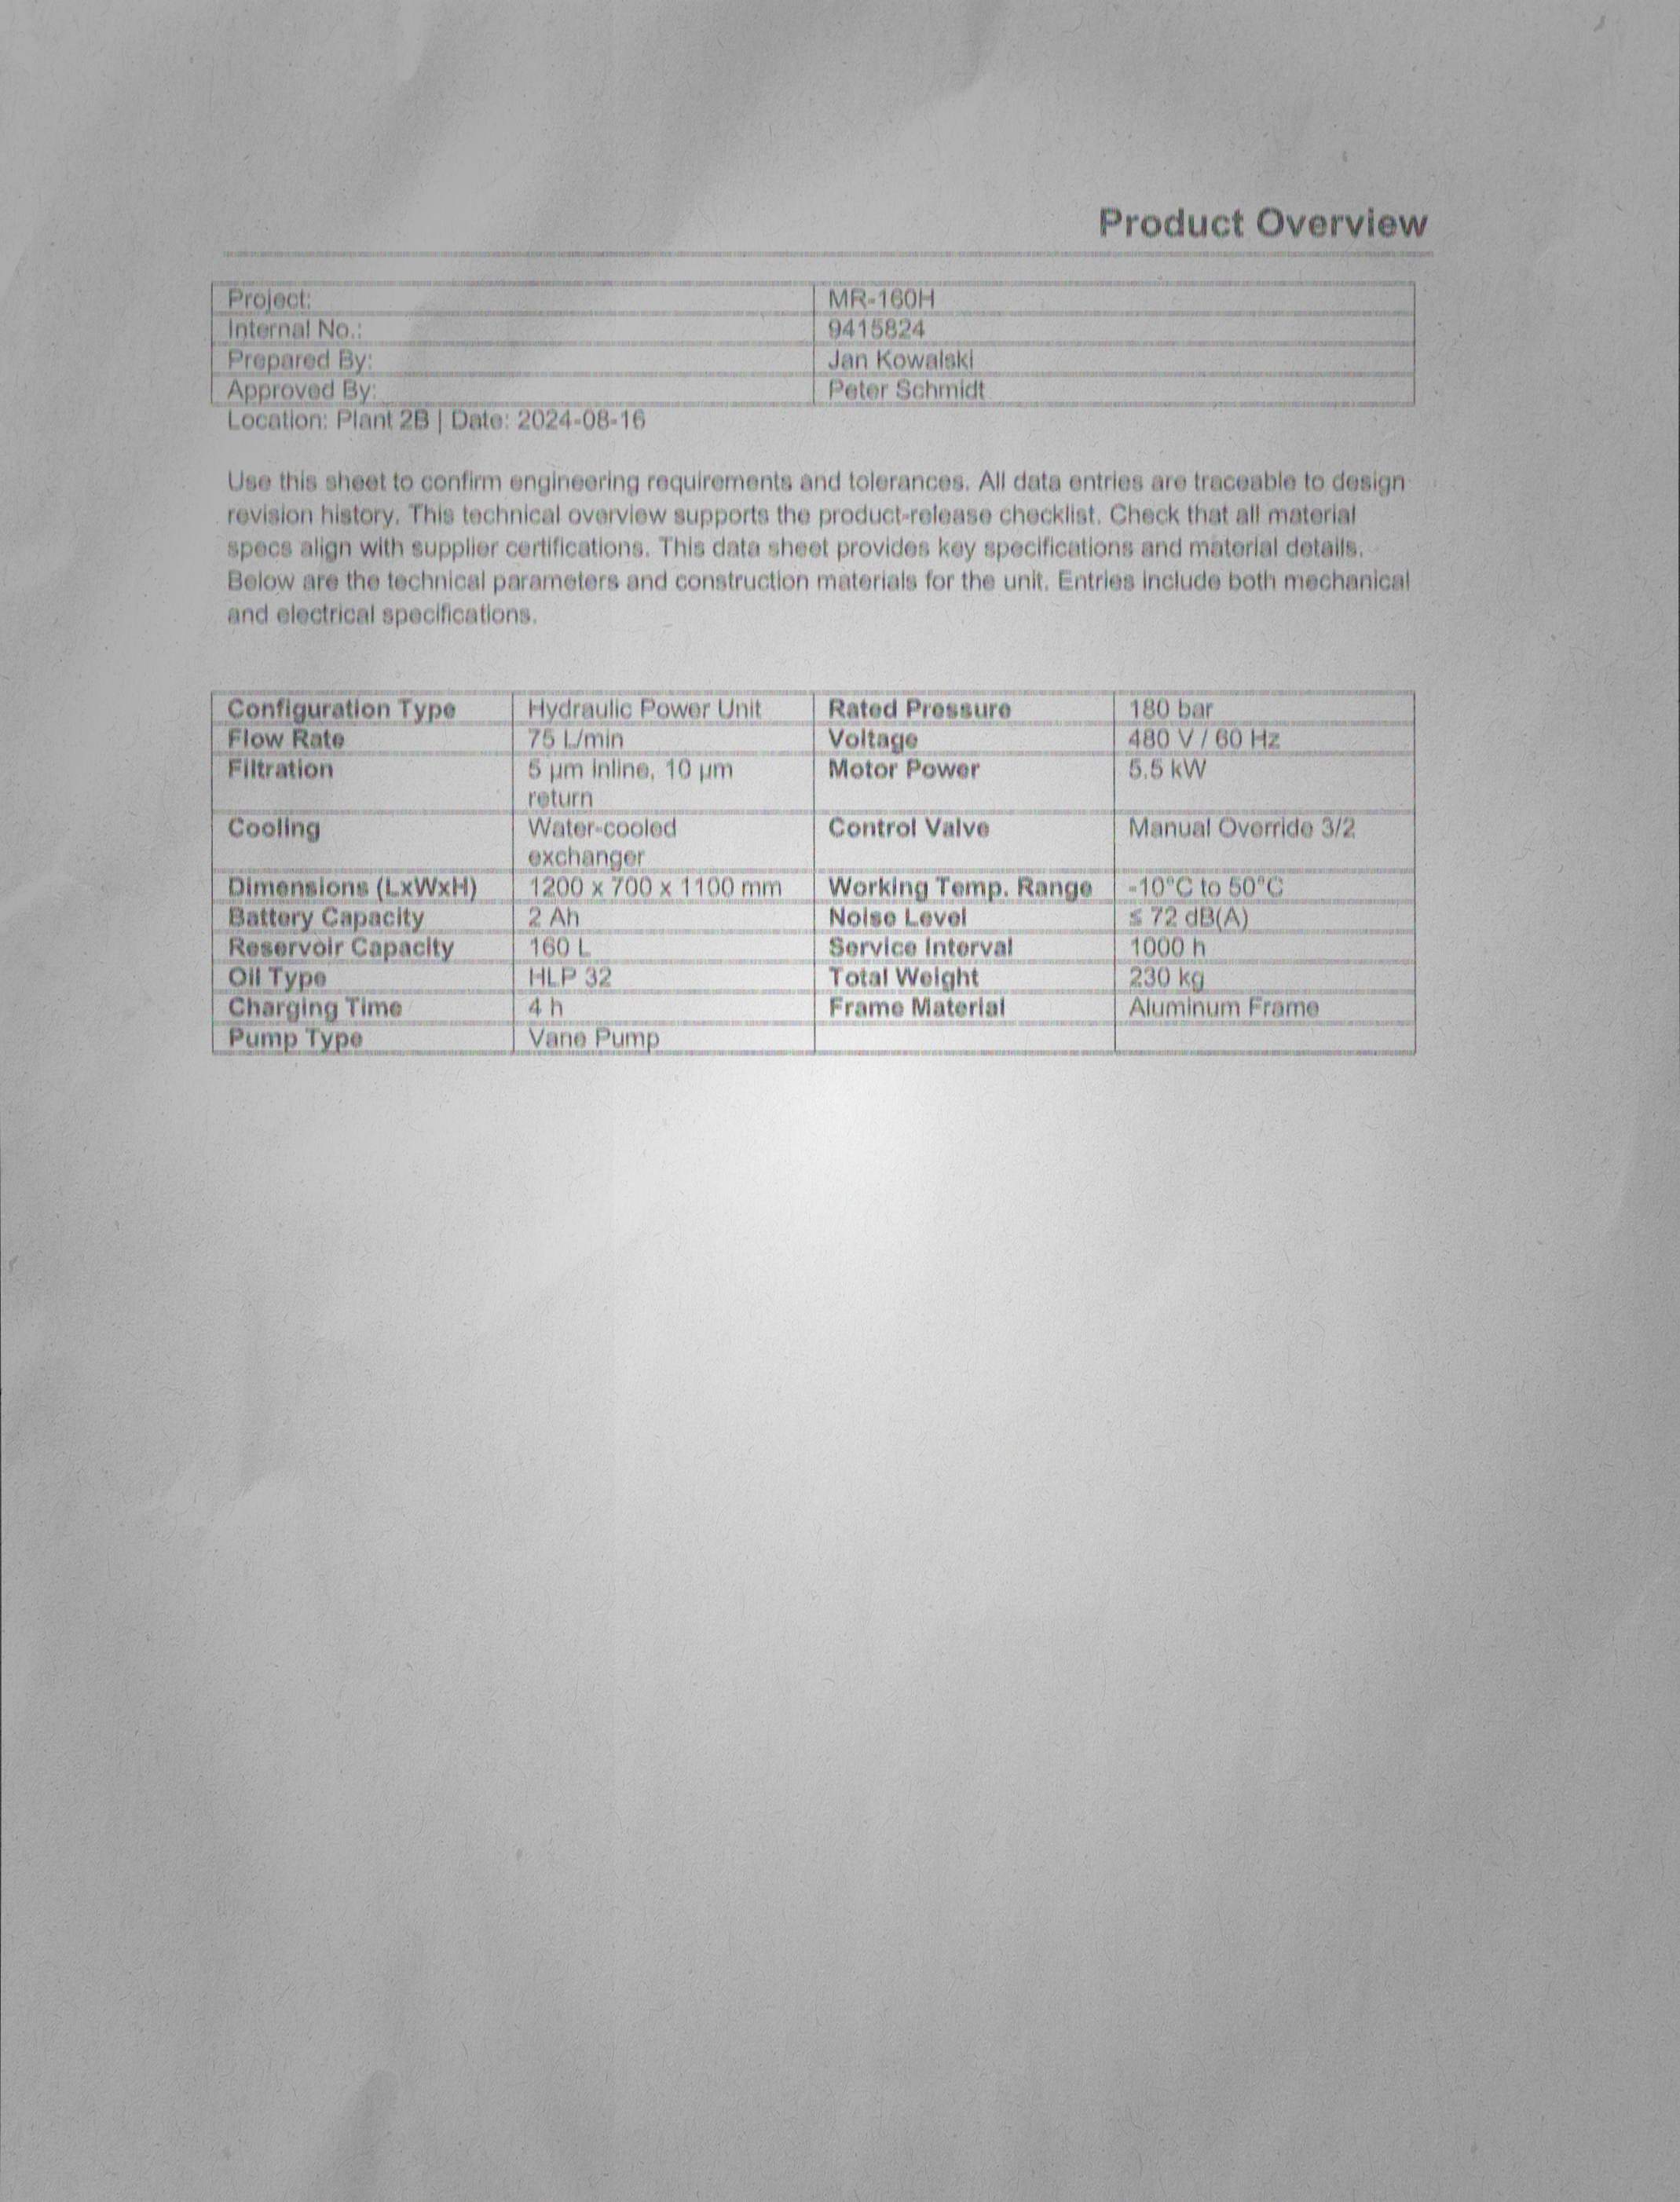 Product Overview
Project: MR-160H
Internal No.: 9415824
Prepared By: Jan Kowalski
Approved By: Peter Schmidt
Location: Plant 2B | Date: 2024-08-16
Use this sheet to confirm engineering requirements and tolerances. All data entries are traceable to design
revision history. This technical overview supports the product-release checklist. Check that all material
specs align with supplier certifications. This data sheet provides key specifications and material details.
Below are the technical parameters and construction materials for the unit. Entries include both mechanical
and electrical specifications.
Configuration Type Hydraulic Power Unit Rated Pressure 180 bar
Flow Rate 75 L/min Voltage 480 V / 60 Hz
Filtration 5 µm inline, 10 µm Motor Power 5.5 kW
return
Cooling Water-cooled Control Valve Manual Override 3/2
exchanger
Dimensions (LxWxH) 1200 x 700 x 1100 mm Working Temp. Range -10°C to 50°C
Battery Capacity 2 Ah Noise Level ≤ 72 dB(A)
Reservoir Capacity 160 L Service Interval 1000 h
Oil Type HLP 32 Total Weight 230 kg
Charging Time 4 h Frame Material Aluminum Frame
Pump Type Vane Pump